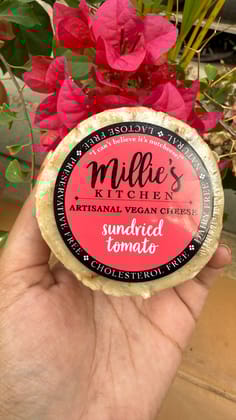 PRESERVATIVE FREE ❖ LACTOSE FREE ❖ NATURAL ❖ DAIRY FREE ❖ CHOLESTEROL FREE ❖
"I can't believe it's not cheese"
Millie's
KITCHEN
ARTISANAL VEGAN CHEESE
sundried
tomato